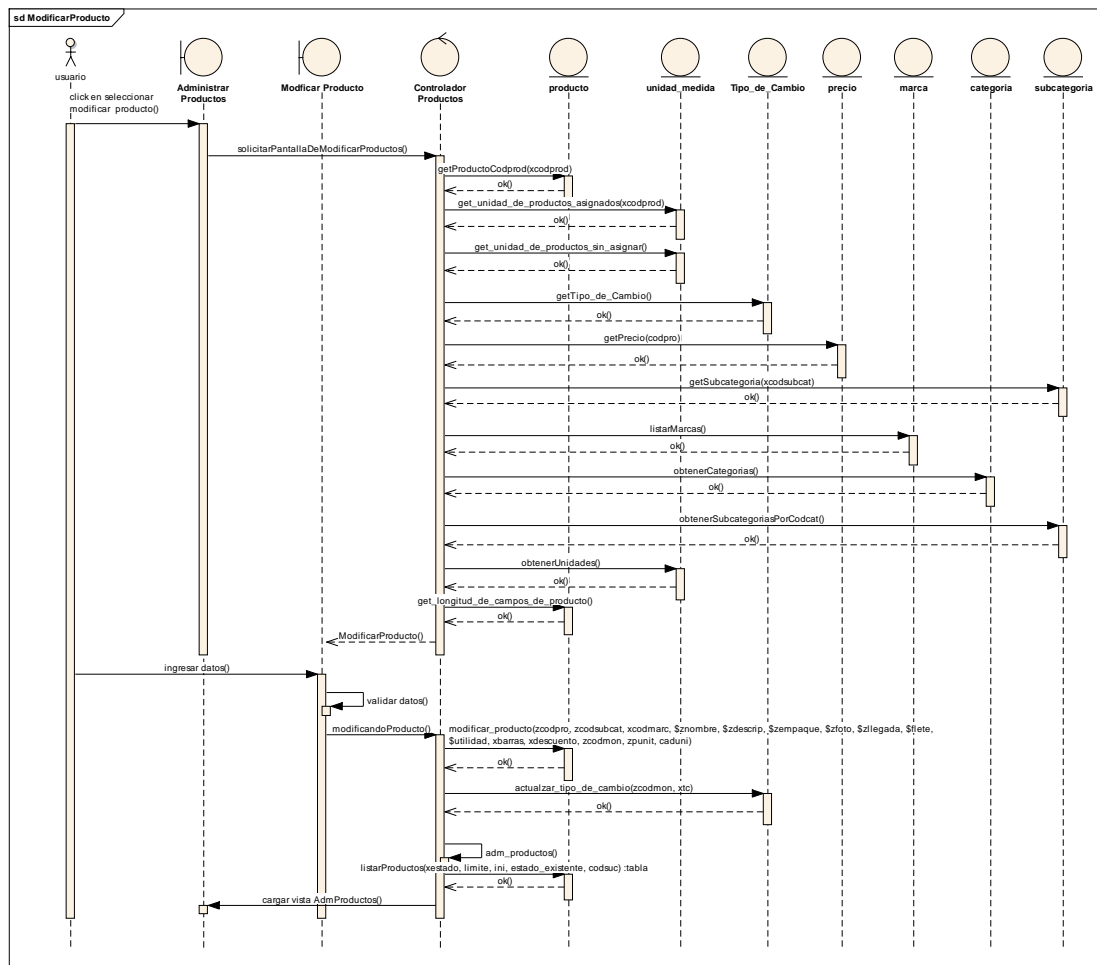 sd ModificarProducto
usuario
Administrar
Productos
Modficar Producto
Controlador
Productos
producto
unidad_medida
Tipo_de_Cambio
precio
marca
categoria
subcategoria
click en seleccionar
modificar producto()
solicitarPantallaDeModificarProductos()
getProductoCodprod(xcodprod)
ok()
get_unidad_de_productos_asignados(xcodprod)
ok()
get_unidad_de_productos_sin_asignar()
ok()
getTipo_de_Cambio()
ok()
getPrecio(codpro)
ok()
getSubcategoria(xcodsubcat)
ok()
listarMarcas()
ok()
obtenerCategorias()
ok()
obtenerSubcategoriasPorCodcat()
ok()
obtenerUnidades()
ok()
get_longitud_de_campos_de_producto()
ok()
ModificarProducto()
ingresar datos()
validar datos()
modificandoProducto()
modificar_producto(zcodpro, zcodsubcat, xcodmarc, $znombre, $zdescrip, $zempaque, $zfoto, $zllegada, $flete,
$utilidad, xbarras, xdescuento, zcodmon, zpunit, caduni)
ok()
actualzar_tipo_de_cambio(zcodmon, xtc)
ok()
adm_productos()
listarProductos(xestado, limite, ini, estado_existente, codsuc) :tabla
ok()
cargar vista AdmProductos()